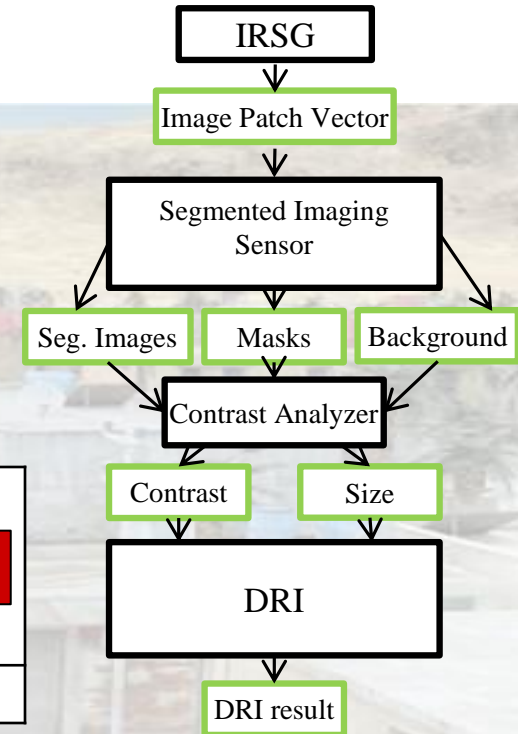 IRSG
Image Patch Vector
Segmented Imaging
Sensor
Seg. Images
Masks
Background
Contrast Analyzer
Contrast
Size
DRI
DRI result